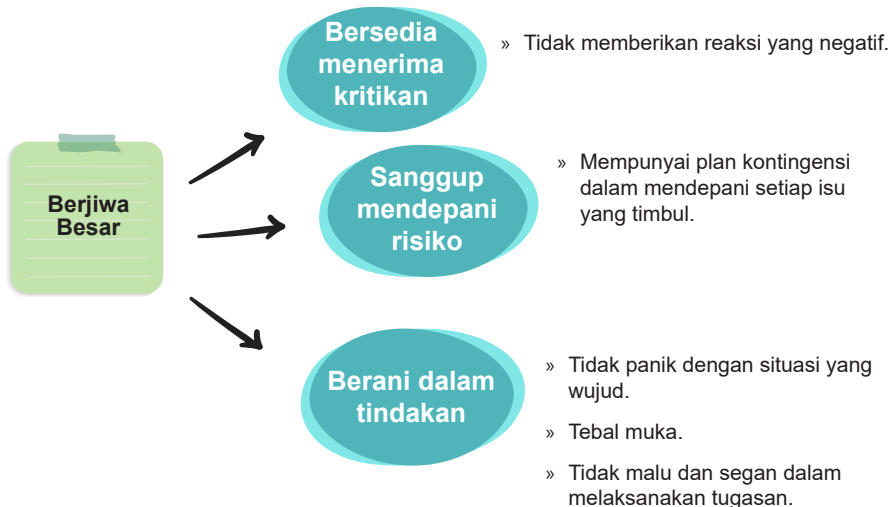 Bersedia
menerima
kritikan
» Tidak memberikan reaksi yang negatif.
Berjiwa
Besar
Sanggup
mendepani
risiko
» Mempunyai plan kontingensi
dalam mendepani setiap isu
yang timbul.
Berani dalam
tindakan
» Tidak panik dengan situasi yang
wujud.
» Tebal muka.
» Tidak malu dan segan dalam
melaksanakan tugasan.